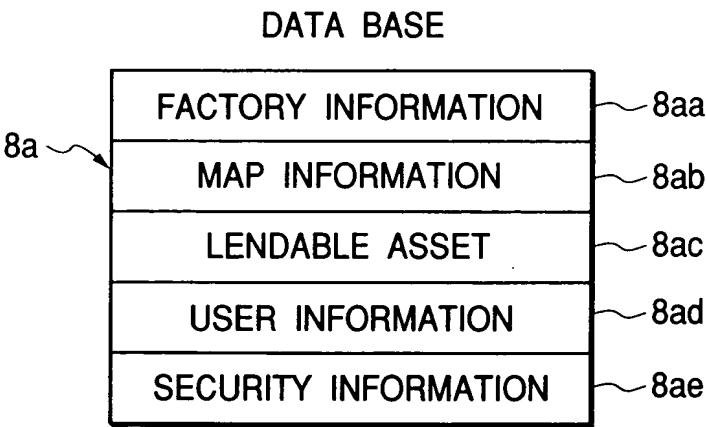 DATA BASE
8a
FACTORY INFORMATION 8aa
MAP INFORMATION 8ab
LENDABLE ASSET 8ac
USER INFORMATION 8ad
SECURITY INFORMATION 8ae